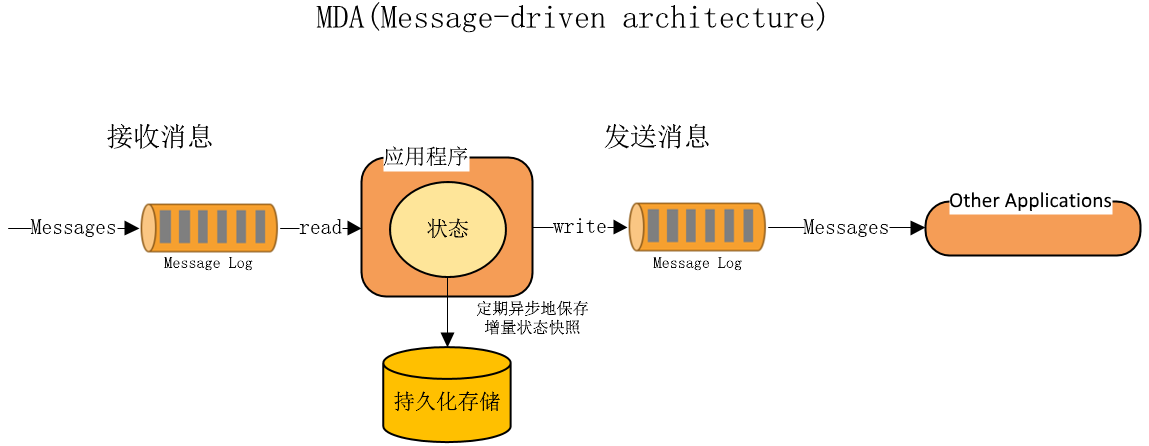 MDA(Message-driven architecture)
接收消息
发送消息
应用程序
Other Applications
Messages
read
状态
write
Messages
Message Log
Message Log
定期异步地保存
增量状态快照
持久化存储